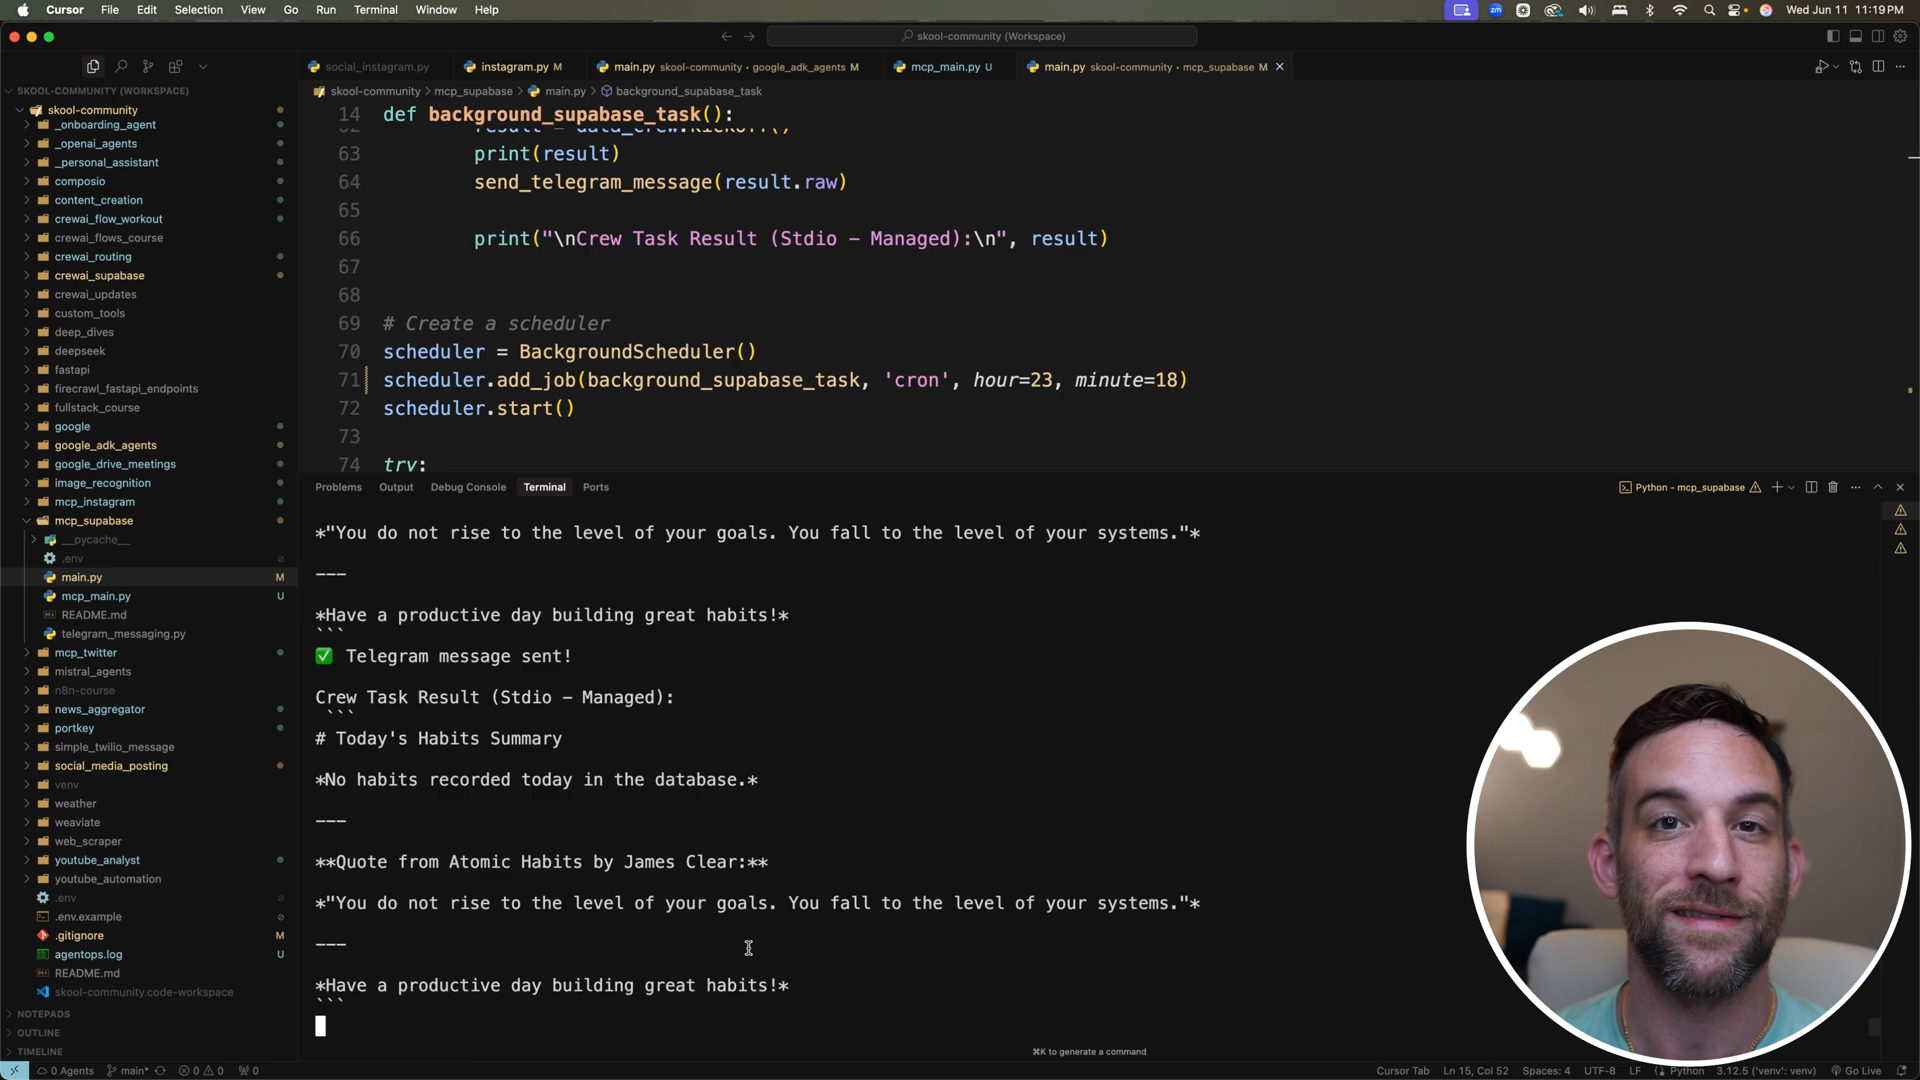 Cursor File Edit Selection View Go Run Terminal Window Help
zm
Wed Jun 11 11:19 PM
skool-community (Workspace)
social_instagram.py
instagram.py M
main.py skool-community • google_adk_agents M
mcp_main.py U
main.py skool-community • mcp_supabase M
SKOOL-COMMUNITY (WORKSPACE)
skool-community
_onboarding_agent
_openai_agents
_personal_assistant
composio
content_creation
crewai_flow_workout
crewai_flows_course
crewai_routing
crewai_supabase
crewai_updates
custom_tools
deep_dives
deepseek
fastapi
firecrawl_fastapi_endpoints
fullstack_course
google
google_adk_agents
google_drive_meetings
image_recognition
mcp_instagram
mcp_supabase
__pycache__
.env
main.py M
mcp_main.py U
README.md
telegram_messaging.py
mcp_twitter
mistral_agents
n8n-course
news_aggregator
portkey
simple_twilio_message
social_media_posting
venv
weather
weaviate
web_scraper
youtube_analyst
youtube_automation
.env
.env.example
.gitignore M
agentops.log U
README.md
skool-community.code-workspace
NOTEPADS
OUTLINE
TIMELINE
skool-community > mcp_supabase > main.py > background_supabase_task
14 def background_supabase_task():
62 result = data_crew.kickoff()
63 print(result)
64 send_telegram_message(result.raw)
65
66 print("\nCrew Task Result (Stdio - Managed):\n", result)
67
68
69 # Create a scheduler
70 scheduler = BackgroundScheduler()
71 scheduler.add_job(background_supabase_task, 'cron', hour=23, minute=18)
72 scheduler.start()
73
74 try:
Problems Output Debug Console Terminal Ports
Python - mcp_supabase
*"You do not rise to the level of your goals. You fall to the level of your systems."*
---
*Have a productive day building great habits!*
```
✅ Telegram message sent!
Crew Task Result (Stdio - Managed):
```
# Today's Habits Summary
*No habits recorded today in the database.*
---
**Quote from Atomic Habits by James Clear:**
*"You do not rise to the level of your goals. You fall to the level of your systems."*
---
*Have a productive day building great habits!*
```
⌘K to generate a command
0 Agents main* 0 0 0
Cursor Tab Ln 15, Col 52 Spaces: 4 UTF-8 LF Python 3.12.5 ('venv': venv) Go Live